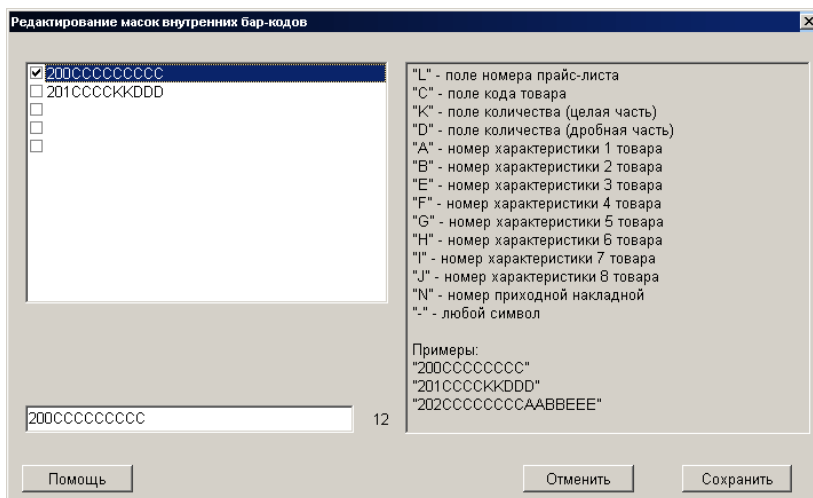 Редактирование масок внутренних бар-кодов
200CCCCCCCCC
201CCCCKKDDD
"L" - поле номера прайс-листа
"C" - поле кода товара
"K" - поле количества (целая часть)
"D" - поле количества (дробная часть)
"A" - номер характеристики 1 товара
"B" - номер характеристики 2 товара
"E" - номер характеристики 3 товара
"F" - номер характеристики 4 товара
"G" - номер характеристики 5 товара
"H" - номер характеристики 6 товара
"I" - номер характеристики 7 товара
"J" - номер характеристики 8 товара
"N" - номер приходной накладной
"-" - любой символ
Примеры:
"200CCCCCCCCC"
"201CCCCKKDDD"
"202CCCCCCCCAABBEEE"
200CCCCCCCCC
12
Помощь
Отменить
Сохранить